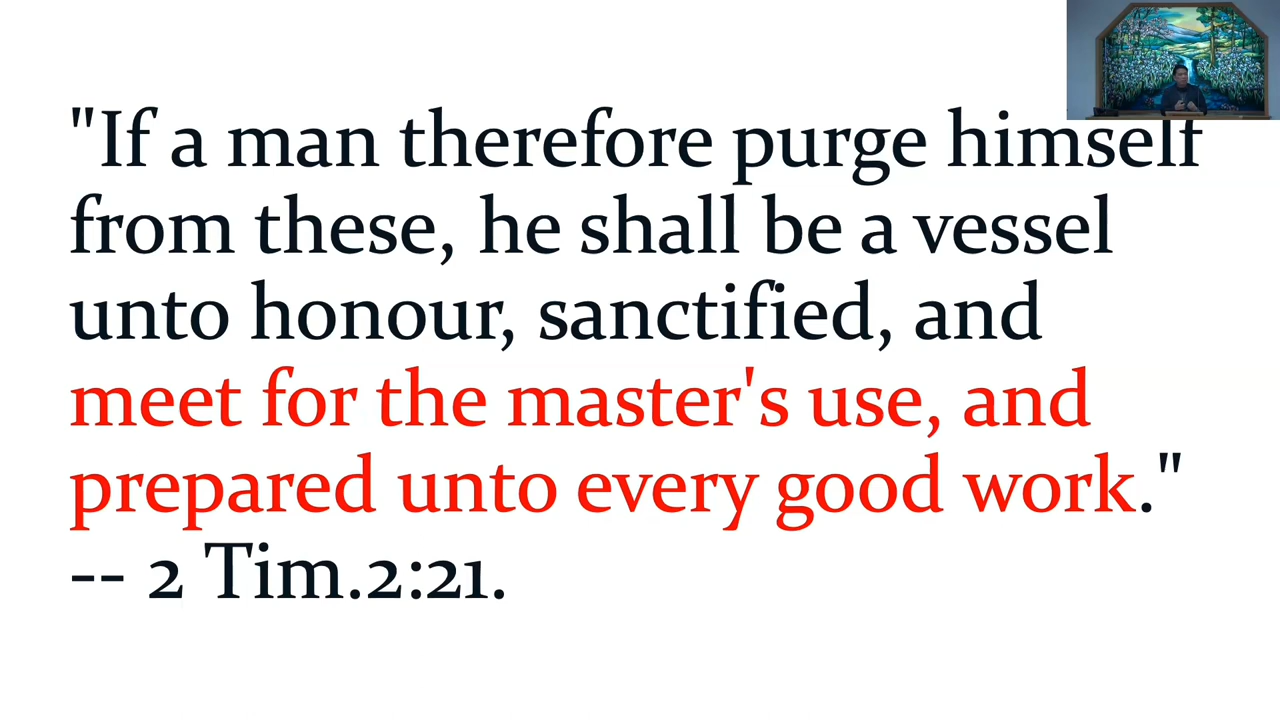 "If a man therefore purge himself
from these, he shall be a vessel
unto honour, sanctified, and
meet for the master's use, and
prepared unto every good work."
-- 2 Tim.2:21.